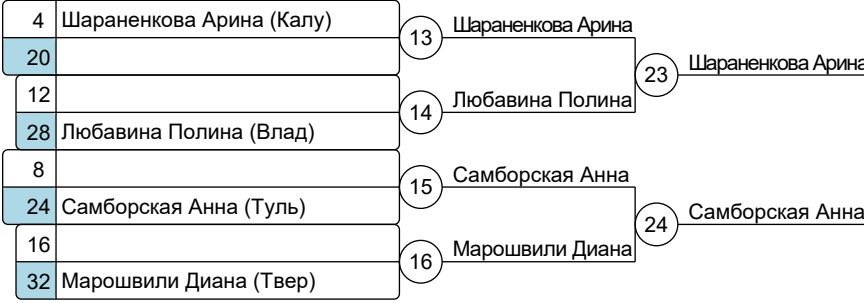 4 Шараненкова Арина (Калу)
20
12
28 Любавина Полина (Влад)
8
24 Самборская Анна (Туль)
16
32 Марошвили Диана (Твер)
13 Шараненкова Арина
14 Любавина Полина
15 Самборская Анна
16 Марошвили Диана
23 Шараненкова Арина
24 Самборская Анна